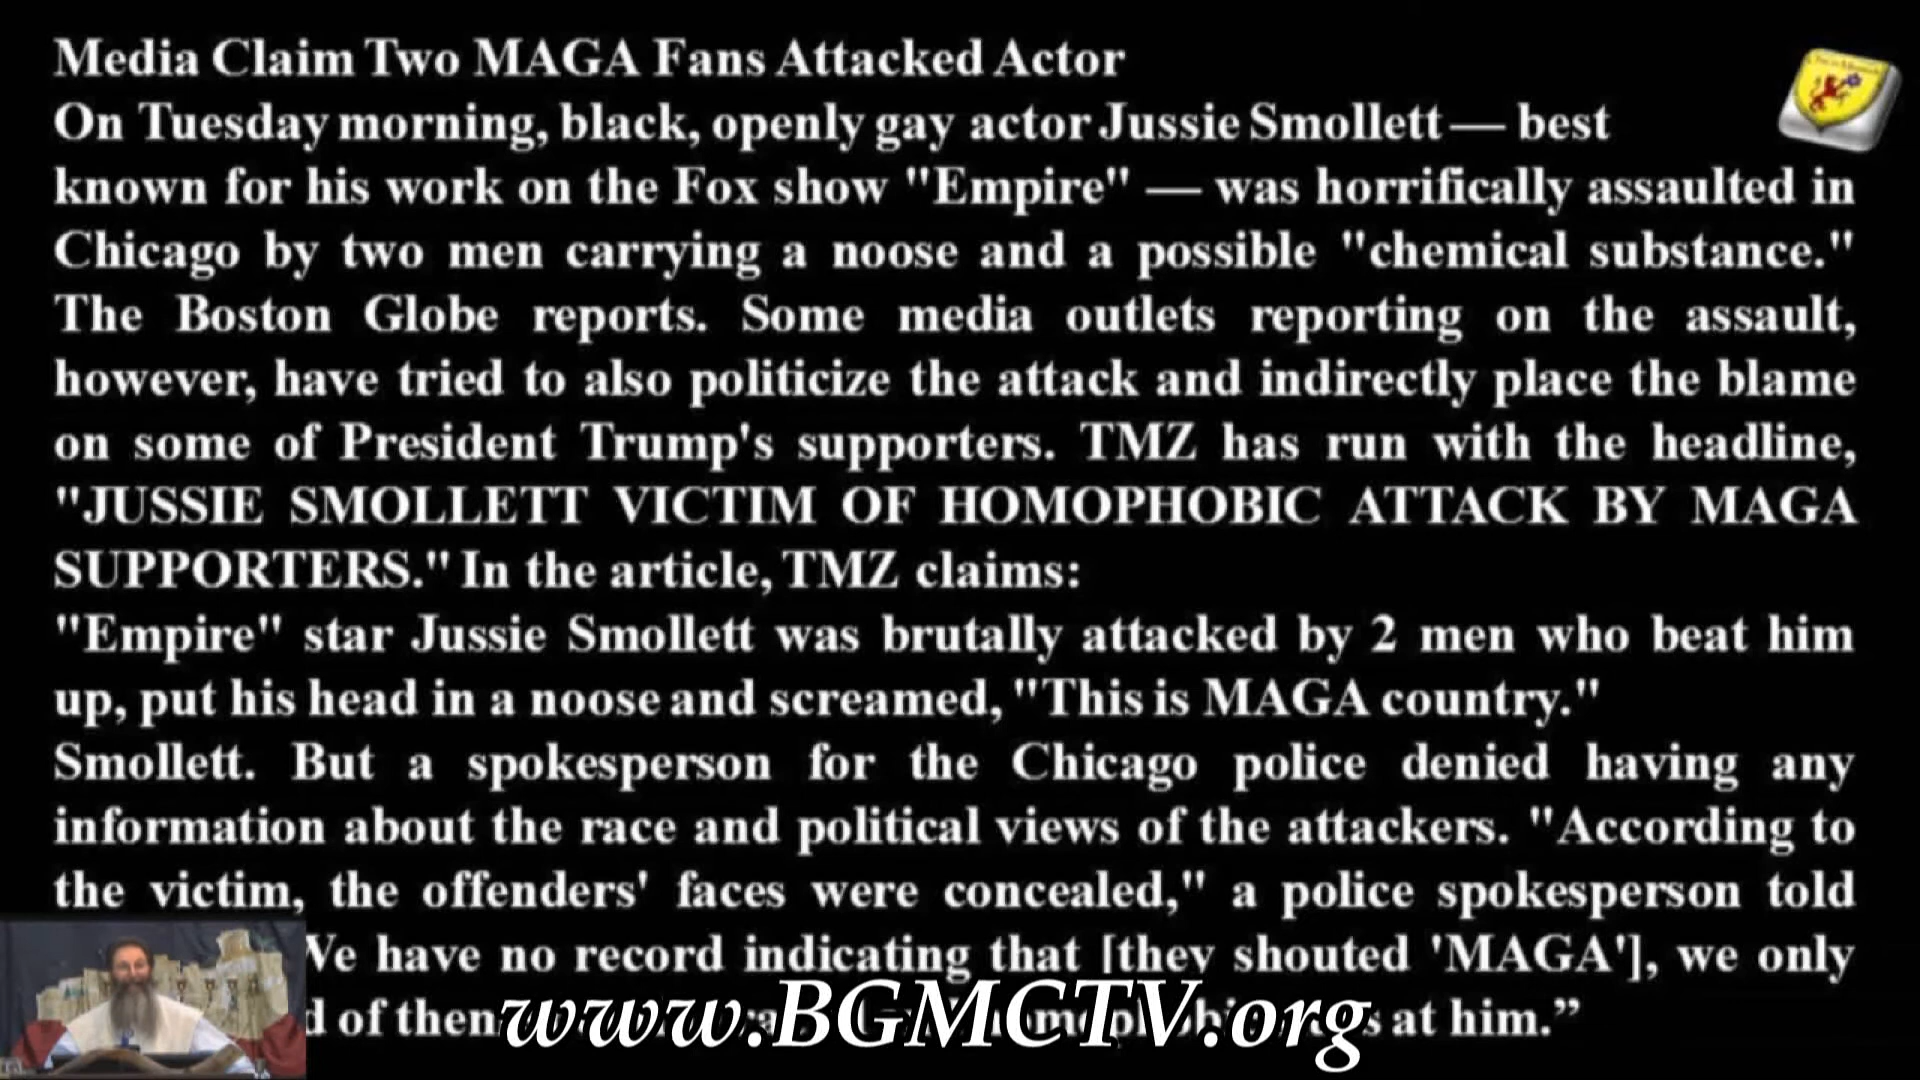 Media Claim Two MAGA Fans Attacked Actor
On Tuesday morning, black, openly gay actor Jussie Smollett — best
known for his work on the Fox show "Empire" — was horrifically assaulted in
Chicago by two men carrying a noose and a possible "chemical substance."
The Boston Globe reports. Some media outlets reporting on the assault,
however, have tried to also politicize the attack and indirectly place the blame
on some of President Trump's supporters. TMZ has run with the headline,
"JUSSIE SMOLLETT VICTIM OF HOMOPHOBIC ATTACK BY MAGA
SUPPORTERS." In the article, TMZ claims:
"Empire" star Jussie Smollett was brutally attacked by 2 men who beat him
up, put his head in a noose and screamed, "This is MAGA country."
Smollett. But a spokesperson for the Chicago police denied having any
information about the race and political views of the attackers. "According to
the victim, the offenders' faces were concealed," a police spokesperson told
We have no record indicating that [they shouted 'MAGA'], we only
of at him.”
www.BGMCTV.org